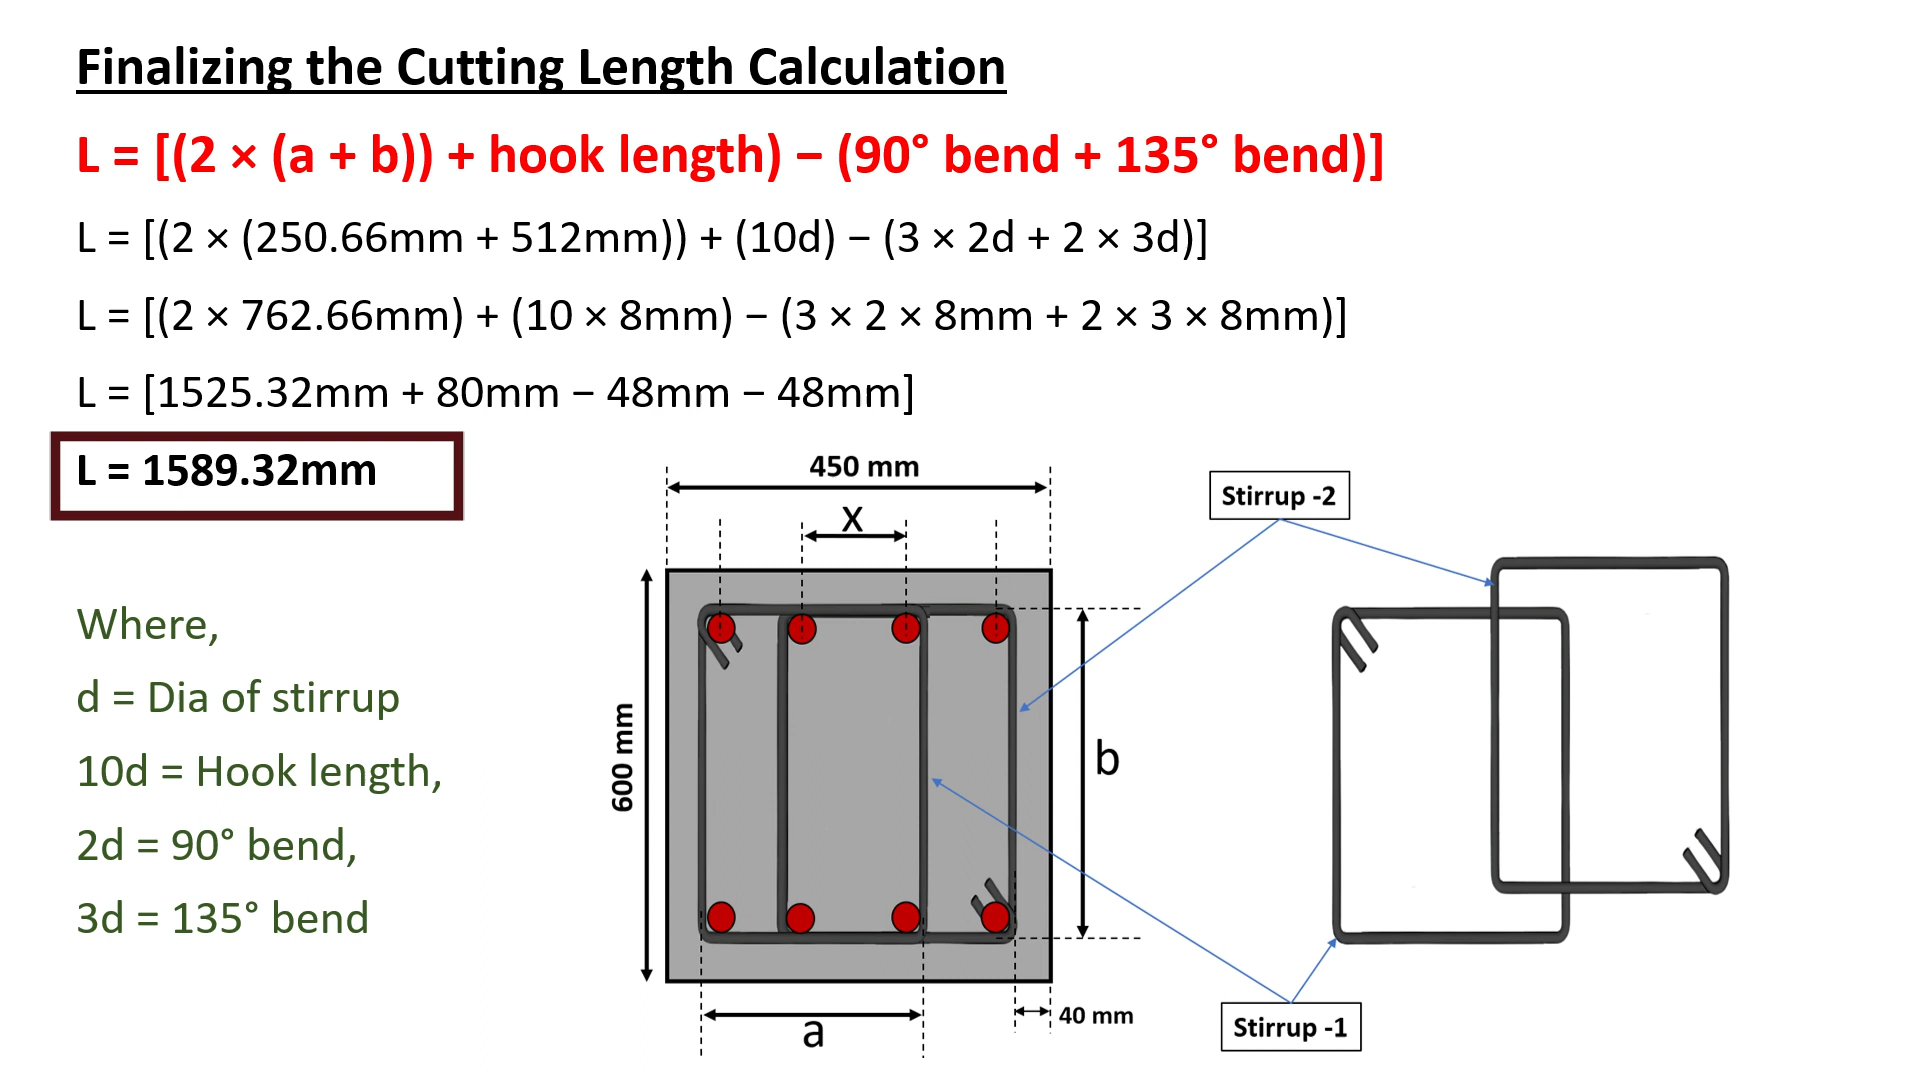 Finalizing the Cutting Length Calculation
L = [(2 × (a + b)) + hook length) − (90° bend + 135° bend)]
L = [(2 × (250.66mm + 512mm)) + (10d) − (3 × 2d + 2 × 3d)]
L = [(2 × 762.66mm) + (10 × 8mm) − (3 × 2 × 8mm + 2 × 3 × 8mm)]
L = [1525.32mm + 80mm − 48mm − 48mm]
L = 1589.32mm
Where,
d = Dia of stirrup
10d = Hook length,
2d = 90° bend,
3d = 135° bend
450 mm
X
600 mm
b
a
40 mm
Stirrup -2
Stirrup -1